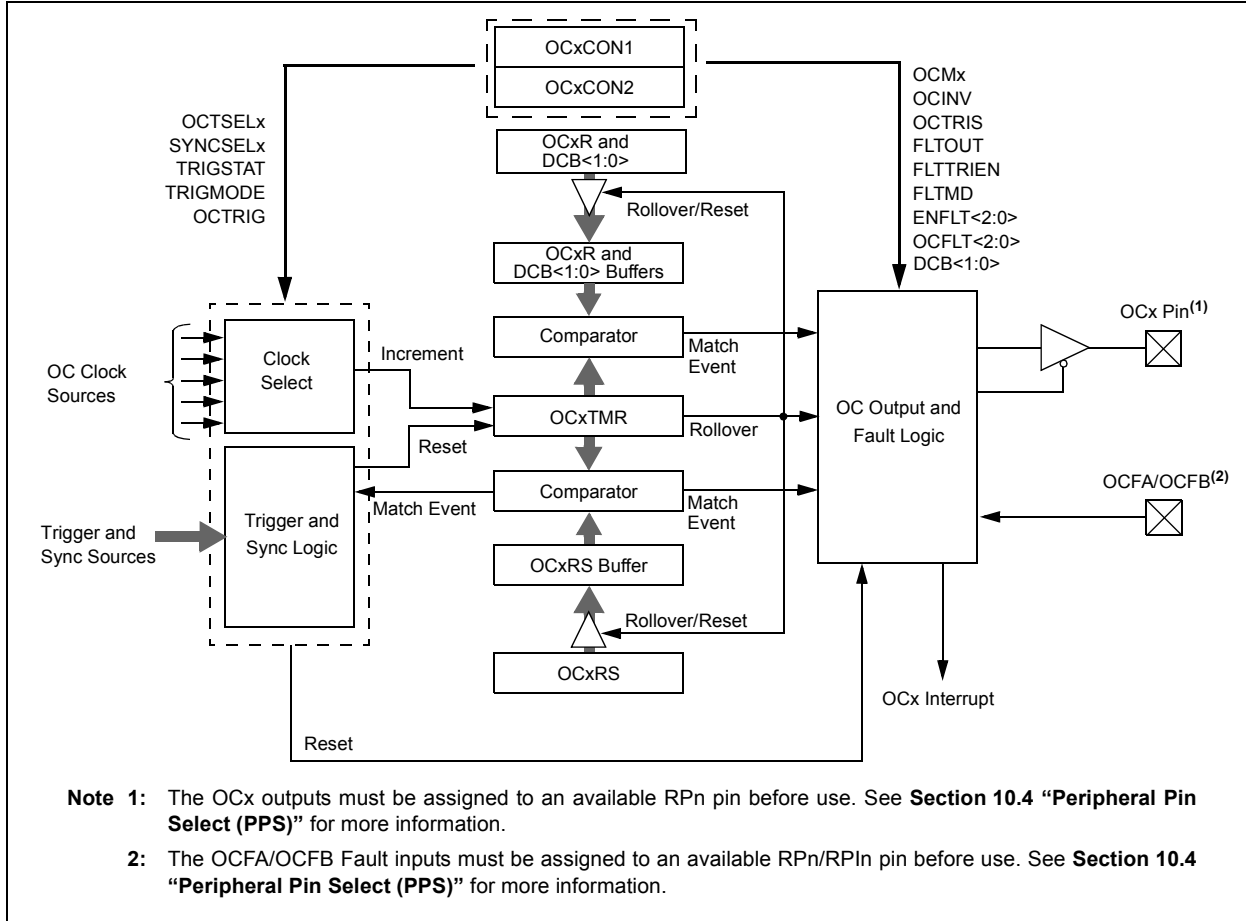 OCxCON1
OCxCON2
OCTSELx
SYNCSELx
TRIGSTAT
TRIGMODE
OCTRIG
OCMx
OCINV
OCTRIS
FLTOUT
FLTTRIEN
FLTMD
ENFLT<2:0>
OCFLT<2:0>
DCB<1:0>
OCxR and
DCB<1:0>
Rollover/Reset
OCxR and
DCB<1:0> Buffers
OC Clock
Sources
Clock
Select
Increment
Comparator
Match
Event
OCxTMR
Rollover
Reset
OC Output and
Fault Logic
OCx Pin(1)
OCFA/OCFB(2)
Trigger and
Sync Sources
Trigger and
Sync Logic
Match Event
Comparator
Match
Event
OCxRS Buffer
Rollover/Reset
OCxRS
OCx Interrupt
Reset
Note 1: The OCx outputs must be assigned to an available RPn pin before use. See Section 10.4 “Peripheral Pin
Select (PPS)” for more information.
2: The OCFA/OCFB Fault inputs must be assigned to an available RPn/RPIn pin before use. See Section 10.4
“Peripheral Pin Select (PPS)” for more information.